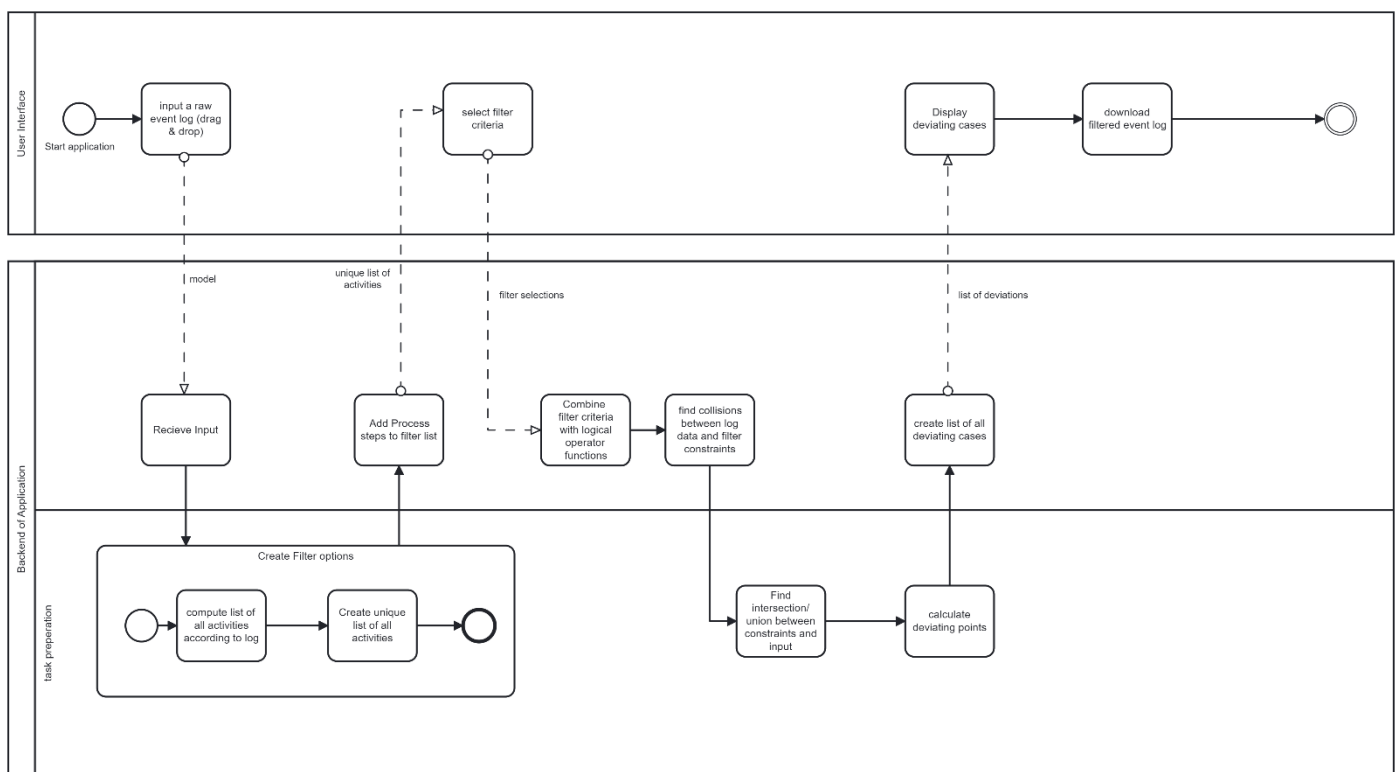 User Interface
Start application
input a raw
event log (drag
& drop)
select filter
criteria
Display
deviating cases
download
filtered event log
model
unique list of
activities
filter selections
list of deviations
Backend of Application
Recieve Input
Add Process
steps to filter list
Combine
filter criteria
with logical
operator
functions
find collisions
between log
data and filter
constraints
create list of all
deviating cases
task preperation
Create Filter options
compute list of
all activities
according to log
Create unique
list of all
activities
Find
intersection/
union between
constraints and
input
calculate
deviating points